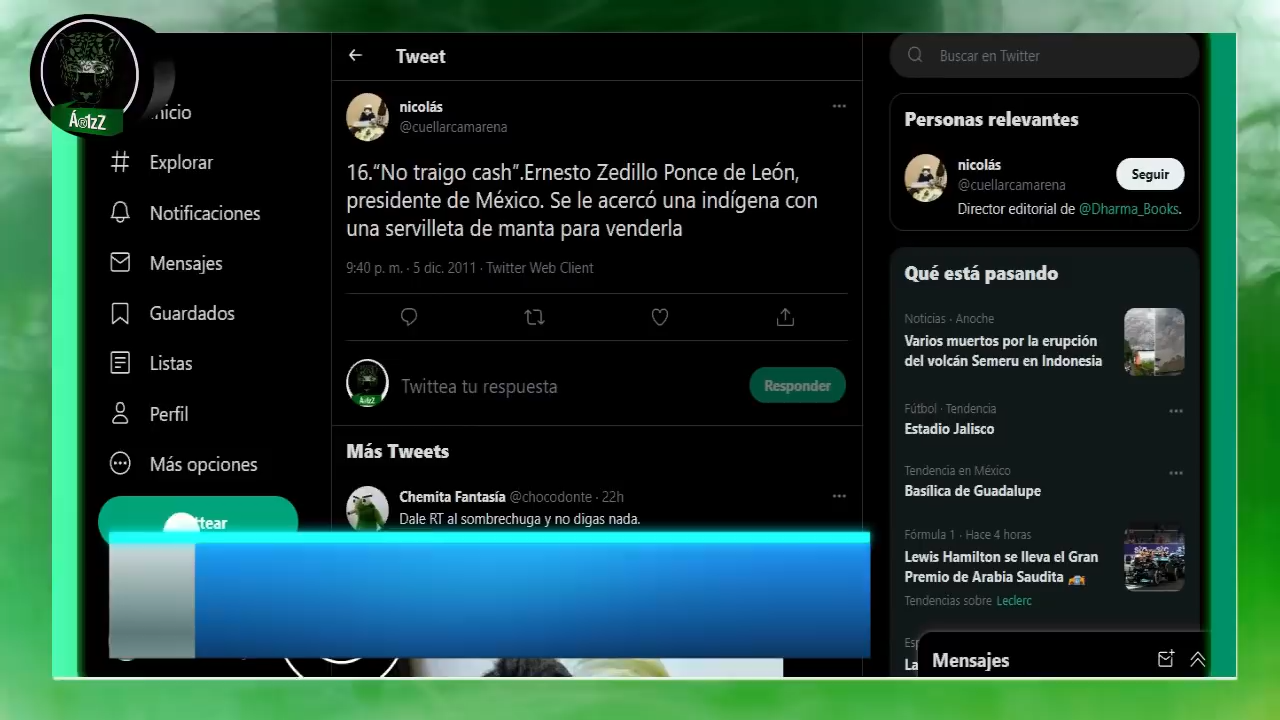 Á@1zZ
nicio
Explorar
Notificaciones
Mensajes
Guardados
Listas
Perfil
Más opciones
ttear
Tweet
nicolás
@cuellarcamarena
16.“No traigo cash”.Ernesto Zedillo Ponce de León,
presidente de México. Se le acercó una indígena con
una servilleta de manta para venderla
9:40 p. m. · 5 dic. 2011 · Twitter Web Client
Twittea tu respuesta
Responder
Más Tweets
Chemita Fantasía @chocodonte · 22h
Dale RT al sombrechuga y no digas nada.
Buscar en Twitter
Personas relevantes
nicolás
@cuellarcamarena
Seguir
Director editorial de @Dharma_Books.
Qué está pasando
Noticias · Anoche
Varios muertos por la erupción
del volcán Semeru en Indonesia
Fútbol · Tendencia
Estadio Jalisco
Tendencia en México
Basílica de Guadalupe
Fórmula 1 · Hace 4 horas
Lewis Hamilton se lleva el Gran
Premio de Arabia Saudita
Tendencias sobre Leclerc
Esp
La
Mensajes